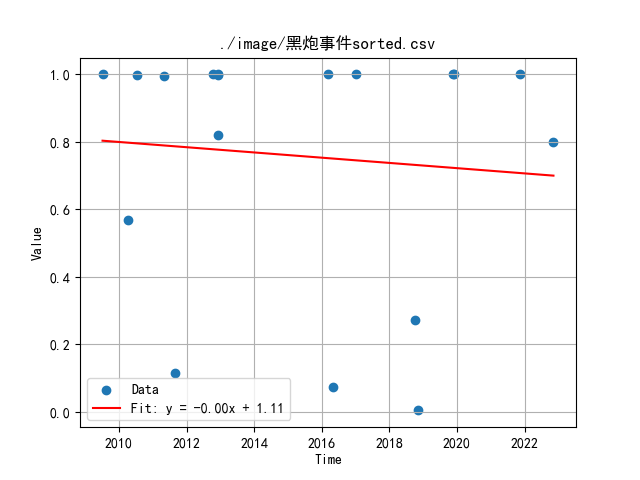 ./image/黑炮事件sorted.csv
1.0
0.8
0.6
0.4
0.2
0.0
Value
Data
Fit: y = -0.00x + 1.11
2010 2012 2014 2016 2018 2020 2022
Time